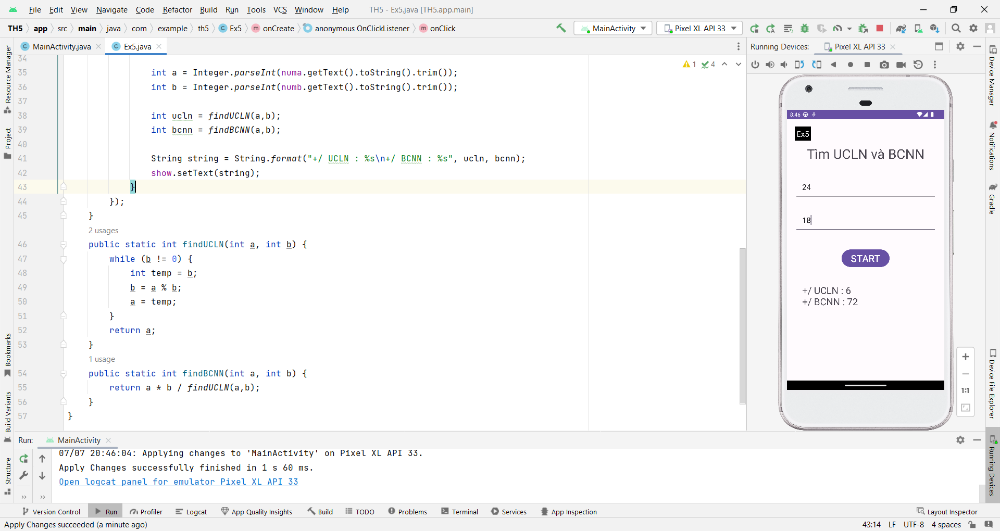 File Edit View Navigate Code Refactor Build Run Tools VCS Window Help TH5 - Ex5.java [TH5.app.main]
TH5 app src main java com example th5 C Ex5 m onCreate anonymous OnClickListener m onClick MainActivity Pixel XL API 33
C MainActivity.java C Ex5.java
Running Devices: Pixel XL API 33
1 4
34
35 int a = Integer.parseInt(numa.getText().toString().trim());
36 int b = Integer.parseInt(numb.getText().toString().trim());
37
38 int ucln = findUCLN(a,b);
39 int bcnn = findBCNN(a,b);
40
41 String string = String.format("+/ UCLN : %s\n+/ BCNN : %s", ucln, bcnn);
42 show.setText(string);
43 }
44 });
45 }
2 usages
46 public static int findUCLN(int a, int b) {
47 while (b != 0) {
48 int temp = b;
49 b = a % b;
50 a = temp;
51 }
52 return a;
53 }
1 usage
54 public static int findBCNN(int a, int b) {
55 return a * b / findUCLN(a,b);
56 }
57 }
8:46
Ex5
Tìm UCLN và BCNN
24
18
START
+/ UCLN : 6
+/ BCNN : 72
1:1
Resource Manager
Project
Bookmarks
Build Variants
Structure
Device Manager
Notifications
Gradle
Device File Explorer
Running Devices
Run: MainActivity
07/07 20:46:04: Applying changes to 'MainActivity' on Pixel XL API 33.
Apply Changes successfully finished in 1 s 60 ms.
Open logcat panel for emulator Pixel XL API 33
Version Control Run Profiler Logcat App Quality Insights Build TODO Problems Terminal Services App Inspection Layout Inspector
Apply Changes succeeded (a minute ago) 43:14 LF UTF-8 4 spaces